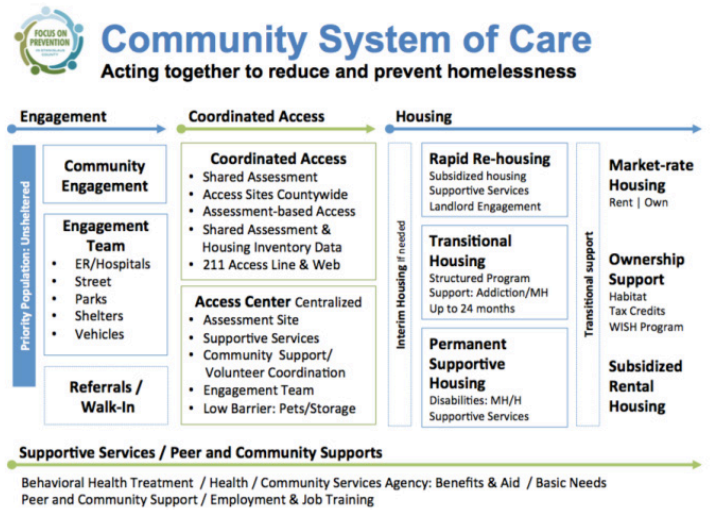 FOCUS ON
PREVENTION
Community System of Care
Acting together to reduce and prevent homelessness
Engagement
Coordinated Access
Housing
Priority Population: Unsheltered
Community
Engagement
Engagement
Team
• ER/Hospitals
• Street
• Parks
• Shelters
• Vehicles
Referrals /
Walk-In
Coordinated Access
• Shared Assessment
• Access Sites Countywide
• Assessment-based Access
• Shared Assessment &
Housing Inventory Data
• 211 Access Line & Web
Access Center Centralized
• Assessment Site
• Supportive Services
• Community Support/
Volunteer Coordination
• Engagement Team
• Low Barrier: Pets/Storage
Interim Housing If needed
Rapid Re-housing
Subsidized housing
Supportive Services
Landlord Engagement
Transitional
Housing
Structured Program
Support: Addiction/MH
Up to 24 months
Permanent
Supportive
Housing
Disabilities: MH/H
Supportive Services
Transitional support
Market-rate
Housing
Rent | Own
Ownership
Support
Habitat
Tax Credits
WISH Program
Subsidized
Rental
Housing
Supportive Services / Peer and Community Supports
Behavioral Health Treatment / Health / Community Services Agency: Benefits & Aid / Basic Needs
Peer and Community Support / Employment & Job Training